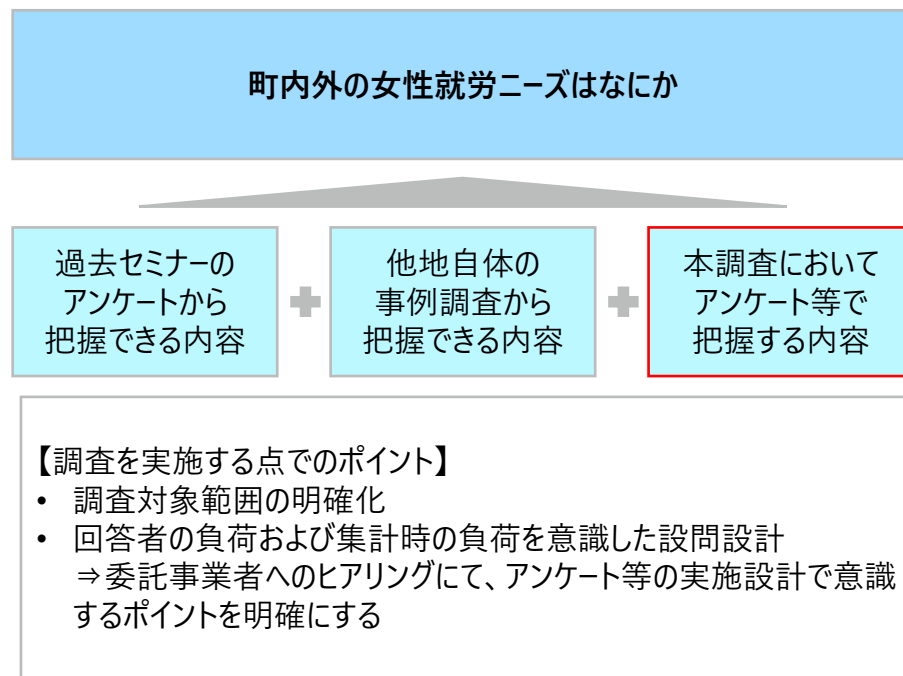 町内外の女性就労ニーズはなにか
過去セミナーの
アンケートから
把握できる内容
他地自体の
事例調査から
把握できる内容
本調査において
アンケート等で
把握する内容
【調査を実施する点でのポイント】
• 調査対象範囲の明確化
• 回答者の負荷および集計時の負荷を意識した設問設計
⇒委託事業者へのヒアリングにて、アンケート等の実施設計で意識
するポイントを明確にする